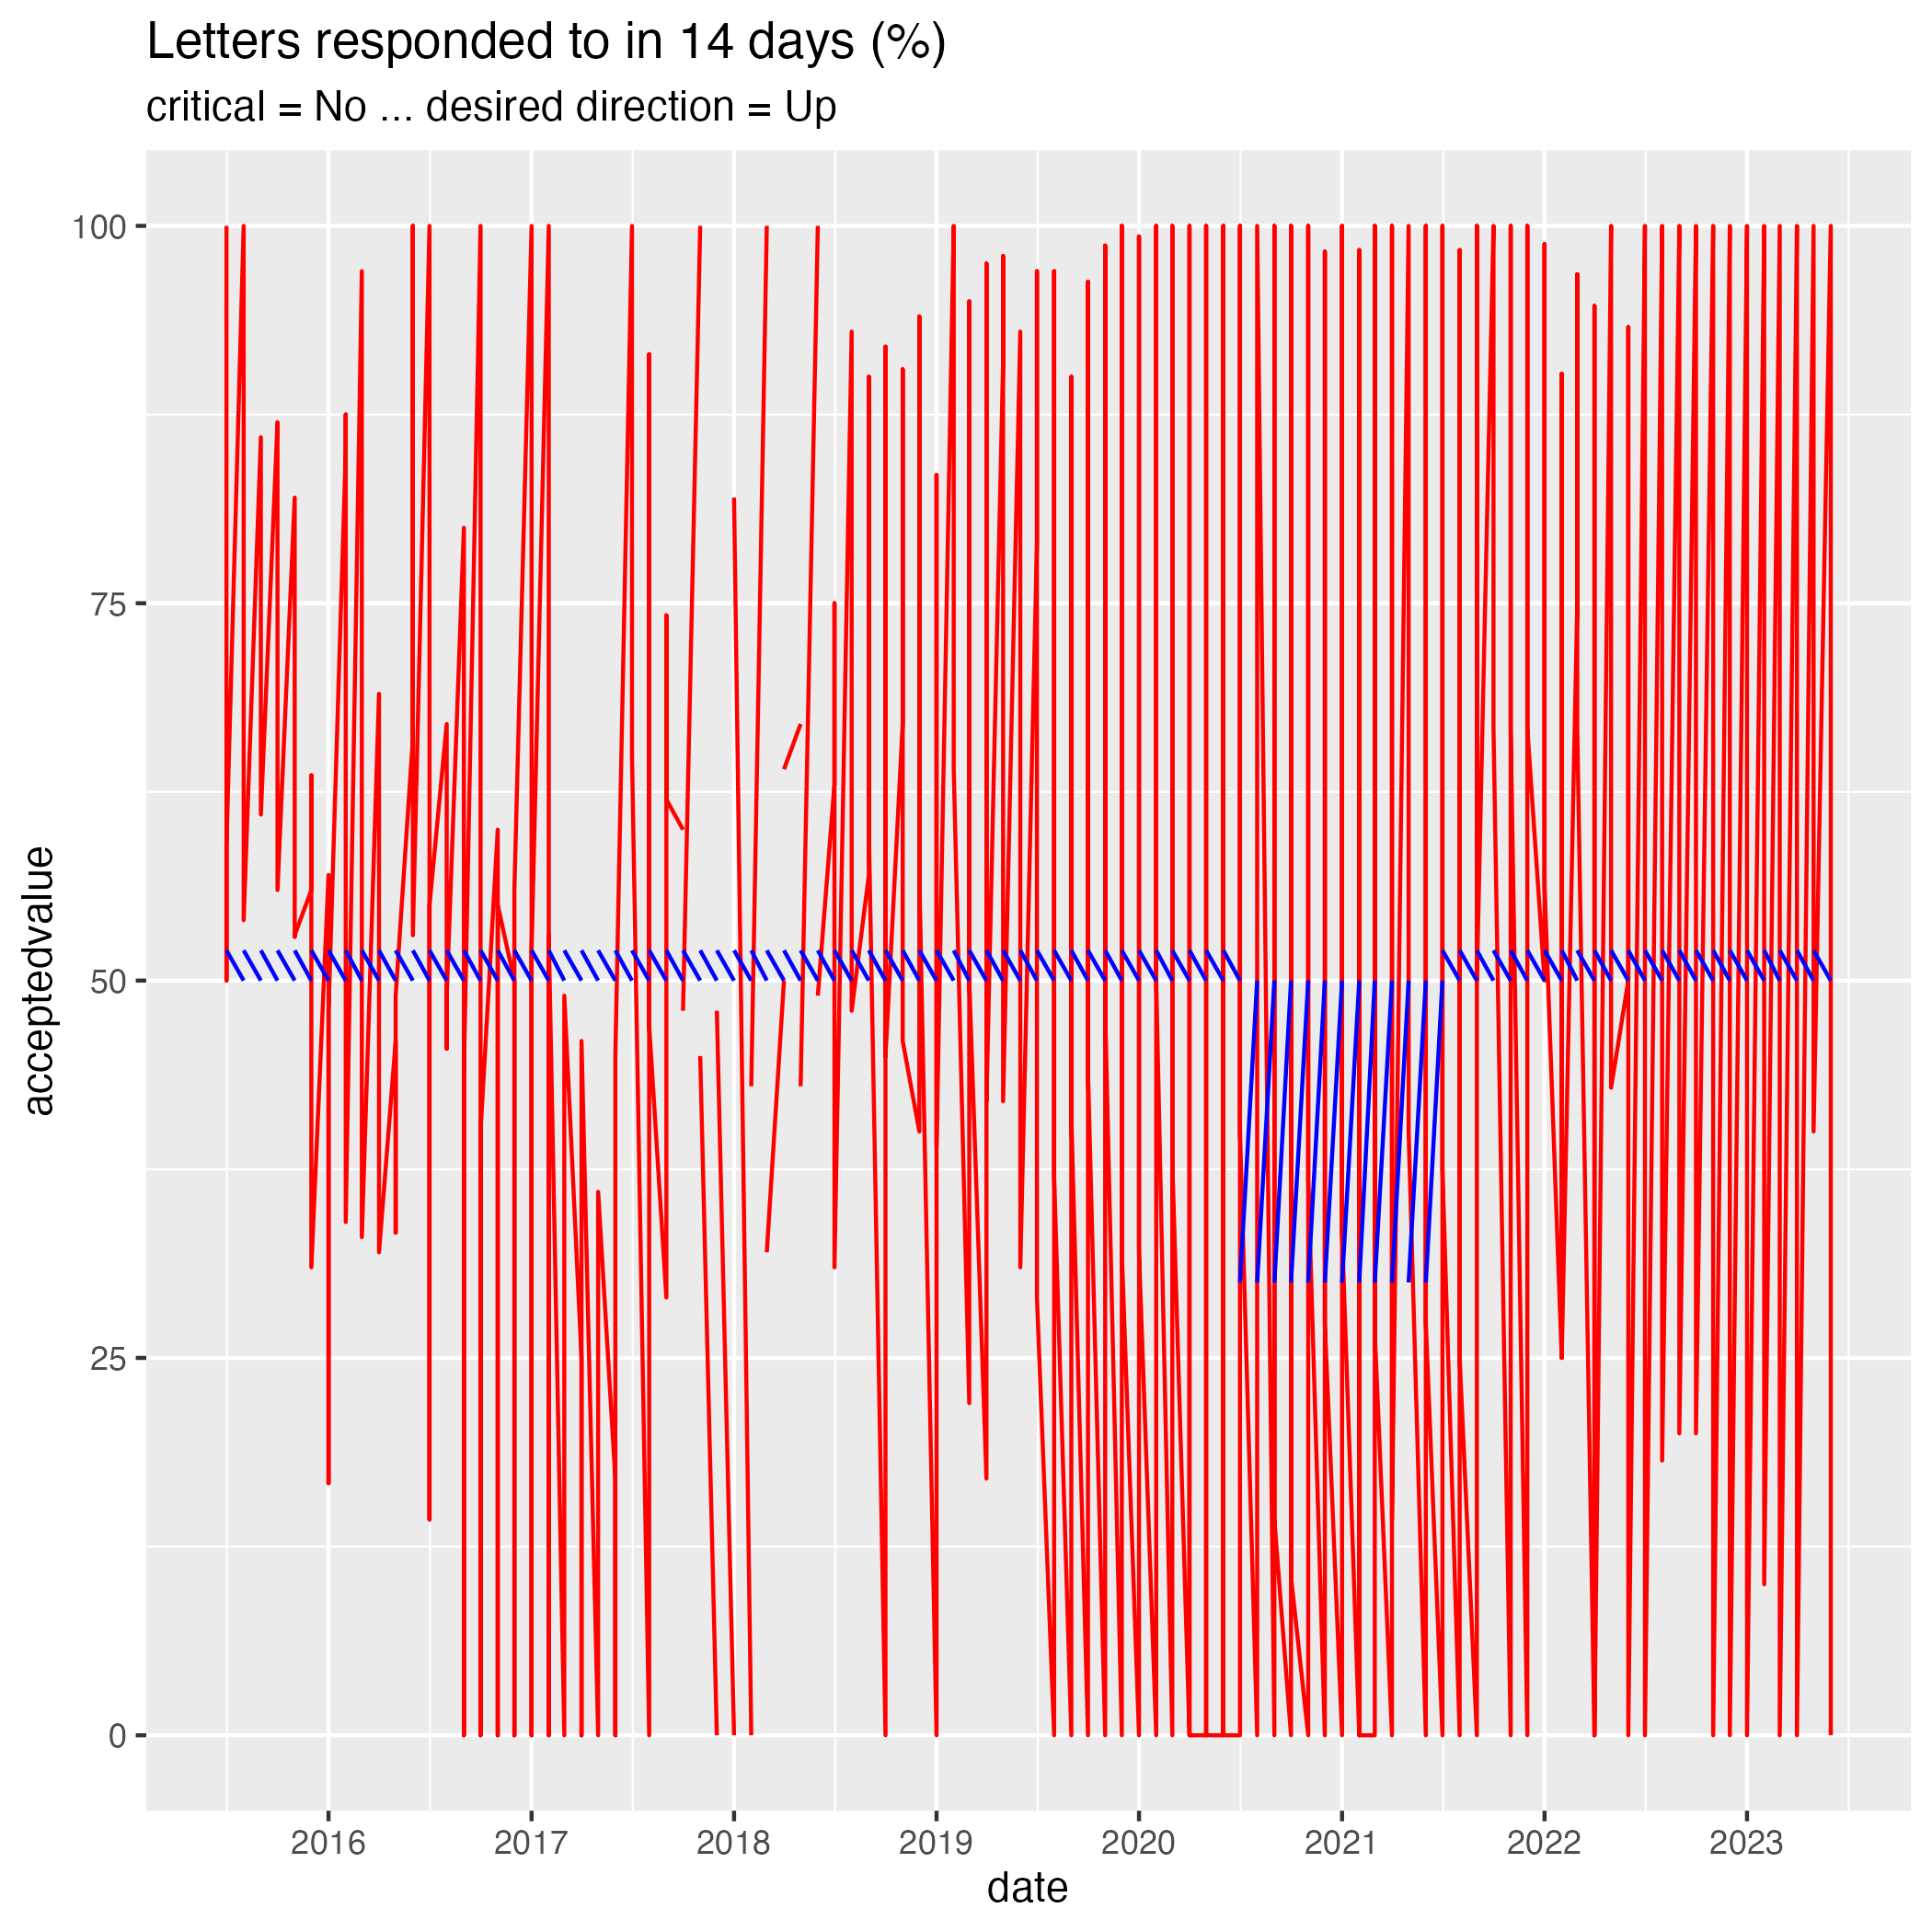 Letters responded to in 14 days (%)
critical = No ... desired direction = Up
100
75
50
25
0
acceptedvalue
2016 2017 2018 2019 2020 2021 2022 2023
date